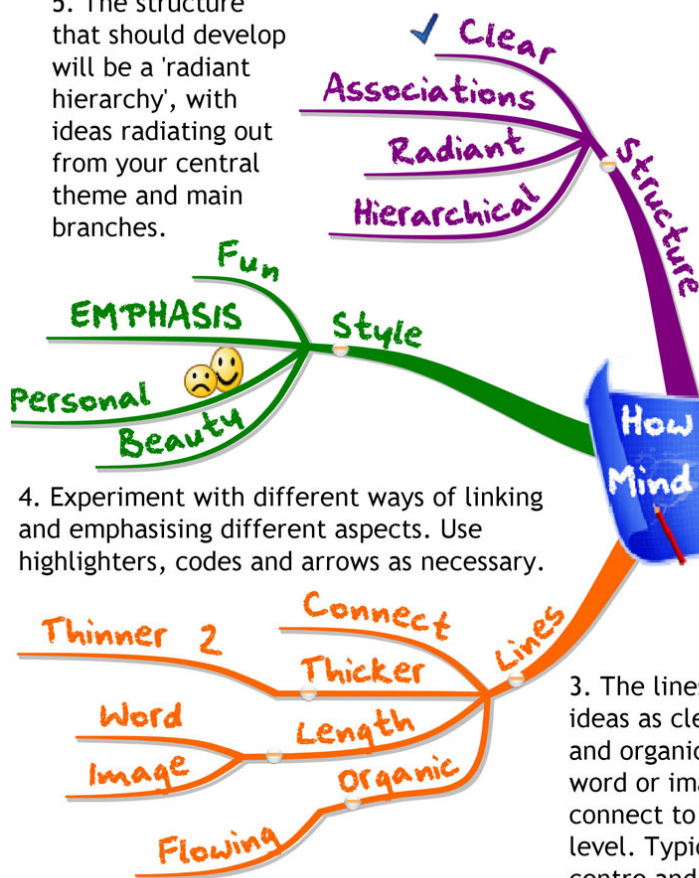 5. The structure
that should develop
will be a 'radiant
hierarchy', with
ideas radiating out
from your central
theme and main
branches.
Clear
Associations
Radiant
Hierarchical
Structure
Fun
EMPHASIS
Personal
Beauty
Style
How
Mind
4. Experiment with different ways of linking
and emphasising different aspects. Use
highlighters, codes and arrows as necessary.
Connect
Thinner 2
Thicker
Word
Image
Length
Organic
Flowing
Lines
3. The lines
ideas as
and organic
word or
connect to
level.